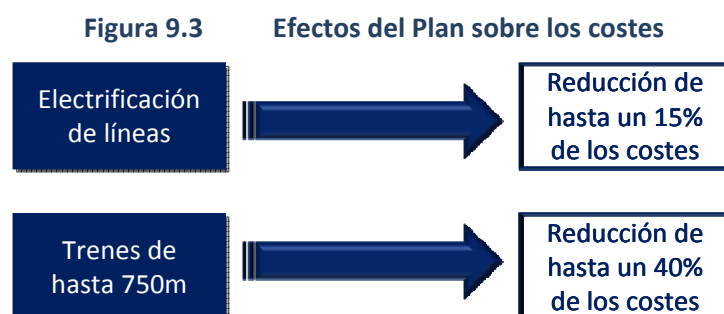 Figura 9.3 Efectos del Plan sobre los costes
Electrificación
de líneas
Reducción de
hasta un 15%
de los costes
Trenes de
hasta 750m
Reducción de
hasta un 40%
de los costes